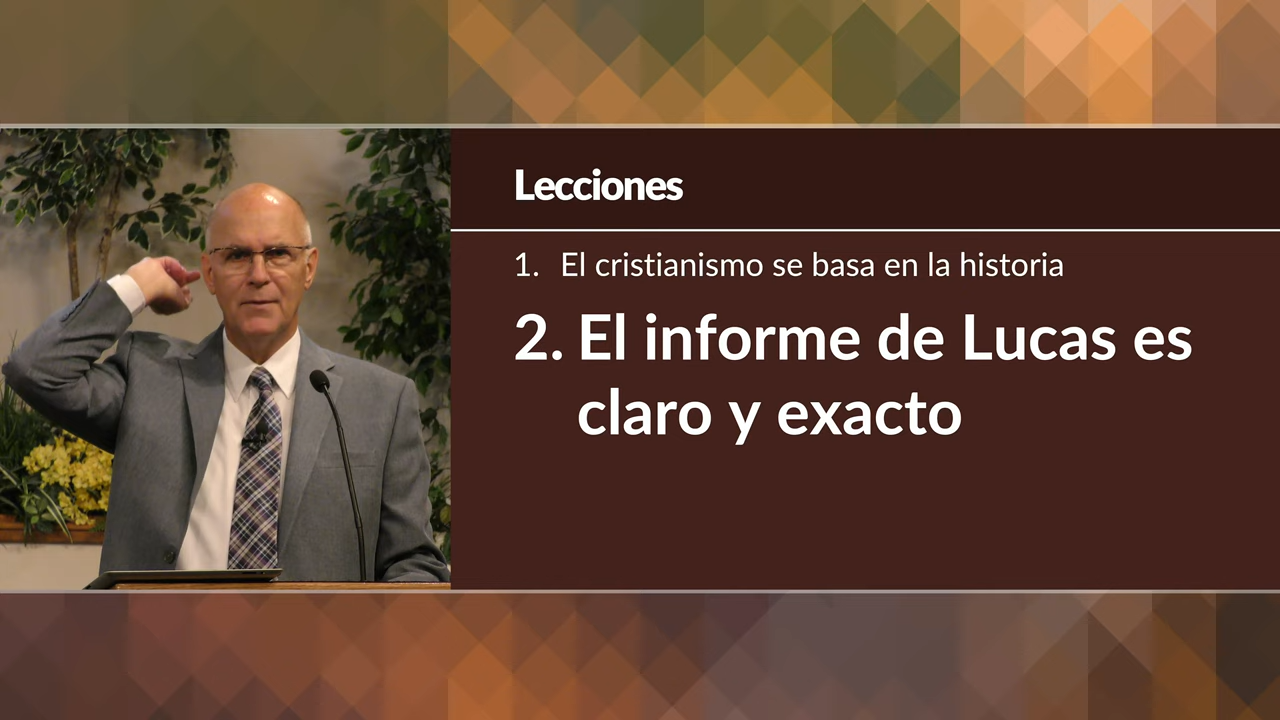 Lecciones
1. El cristianismo se basa en la historia
2. El informe de Lucas es
claro y exacto